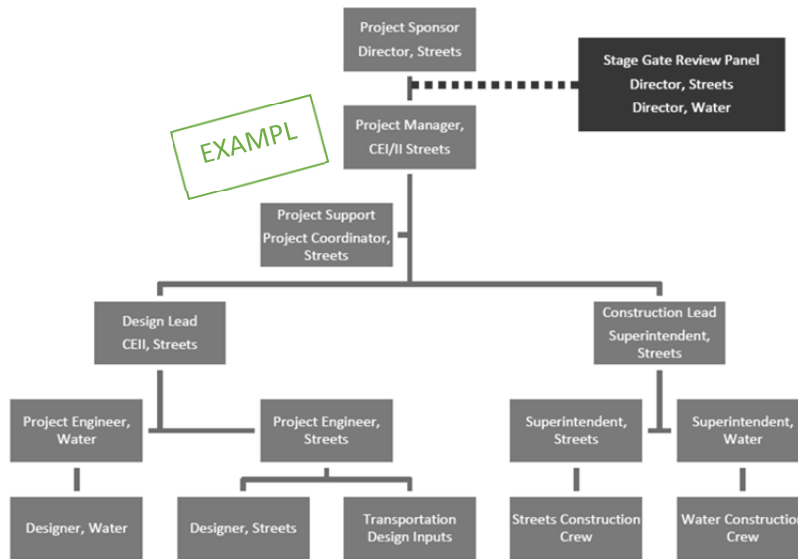 Project Sponsor
Director, Streets
Stage Gate Review Panel
Director, Streets
Director, Water
EXAMPL
Project Manager,
CEI/II Streets
Project Support
Project Coordinator,
Streets
Design Lead
CEII, Streets
Construction Lead
Superintendent,
Streets
Project Engineer,
Water
Project Engineer,
Streets
Superintendent,
Streets
Superintendent,
Water
Designer, Water
Designer, Streets
Transportation
Design Inputs
Streets Construction
Crew
Water Construction
Crew